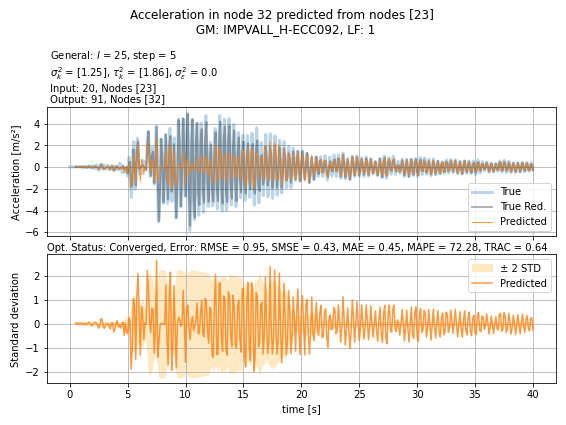 Acceleration in node 32 predicted from nodes [23]
GM: IMPVALL_H-ECC092, LF: 1
General: l = 25, step = 5
σ²ₖ = [1.25], τ²ₖ = [1.86], σ²ε = 0.0
Input: 20, Nodes [23]
Output: 91, Nodes [32]
Acceleration [m/s²]
4
2
0
−2
−4
−6
True
True Red.
Predicted
Opt. Status: Converged, Error: RMSE = 0.95, SMSE = 0.43, MAE = 0.45, MAPE = 72.28, TRAC = 0.64
Standard deviation
2
1
0
−1
−2
± 2 STD
Predicted
0 5 10 15 20 25 30 35 40
time [s]